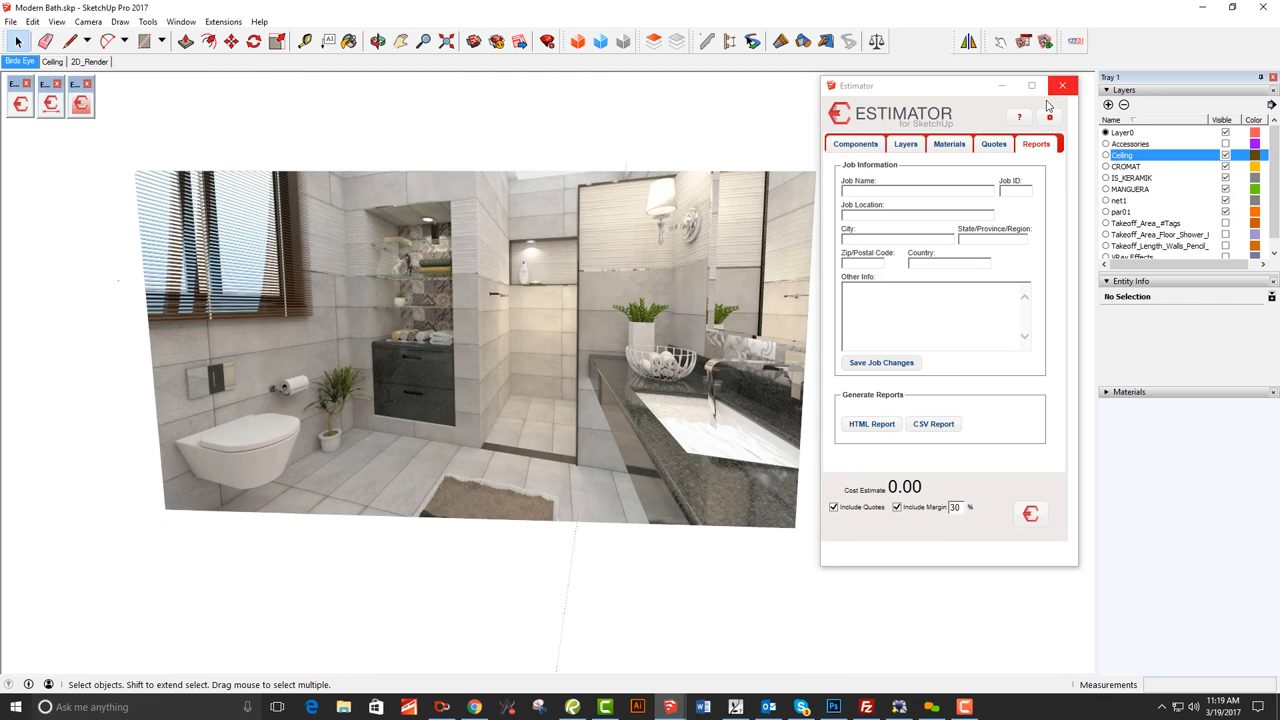 Modern Bath.skp - SketchUp Pro 2017
File Edit View Camera Draw Tools Window Extensions Help
Birds Eye Ceiling 2D_Render
E... E... E...
Estimator
ESTIMATOR
for SketchUp
?
Components Layers Materials Quotes Reports
Job Information
Job Name: Job ID:
Job Location:
City: State/Province/Region:
Zip/Postal Code: Country:
Other Info:
Save Job Changes
Generate Reports
HTML Report CSV Report
Cost Estimate 0.00
Include Quotes Include Margin 30 %
Tray 1
Layers
Name Visible Color
Layer0
Accessories
Ceiling
CROMAT
IS_KERAMIK
MANGUERA
net1
par01
Takeoff_Area_#Tags
Takeoff_Area_Floor_Shower_
Takeoff_Length_Walls_Pencil_
VRay Effects
Entity Info
No Selection
Materials
Select objects. Shift to extend select. Drag mouse to select multiple.
Measurements
Ask me anything
11:19 AM
3/19/2017